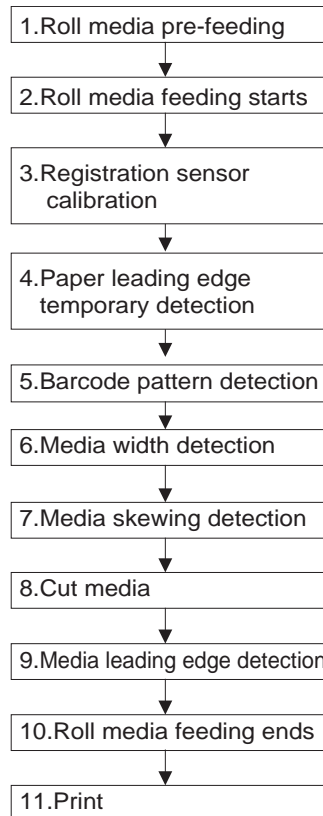 1.Roll media pre-feeding
2.Roll media feeding starts
3.Registration sensor
calibration
4.Paper leading edge
temporary detection
5.Barcode pattern detection
6.Media width detection
7.Media skewing detection
8.Cut media
9.Media leading edge detection
10.Roll media feeding ends
11.Print